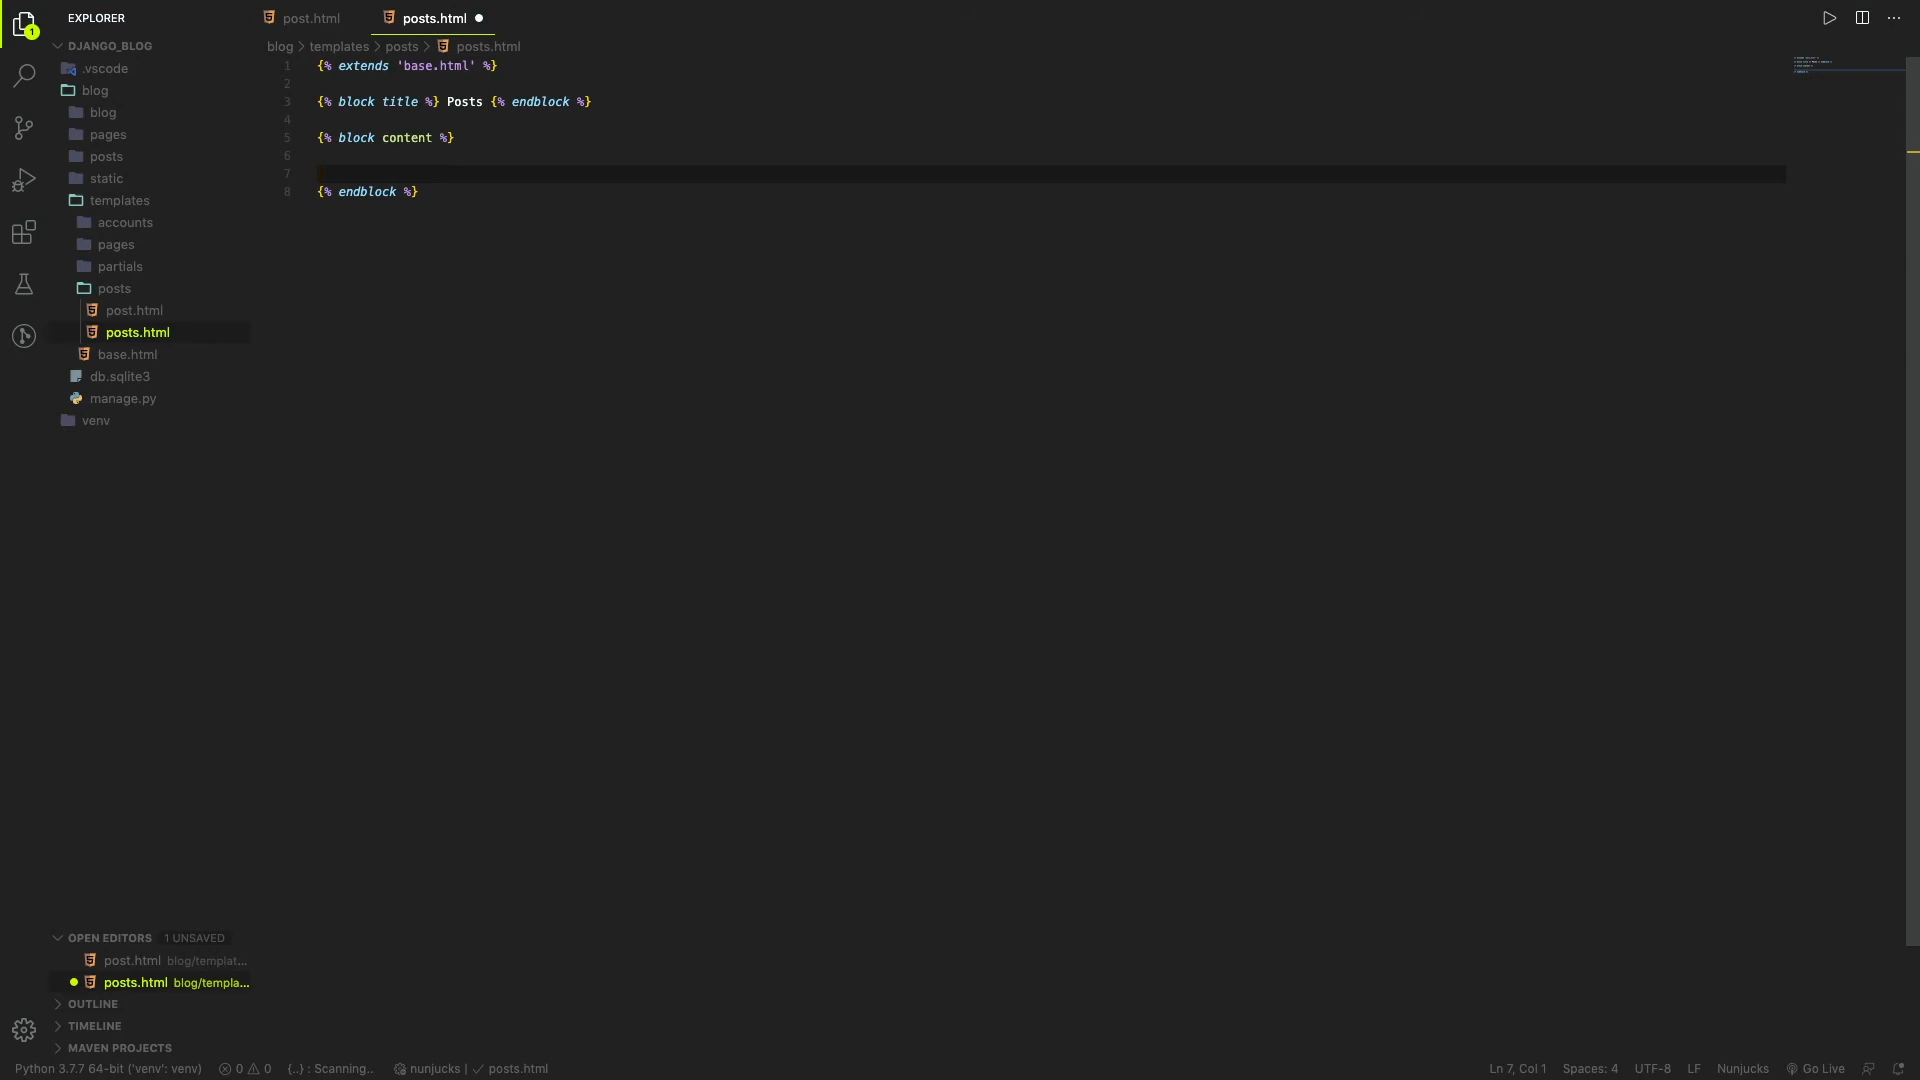 EXPLORER
post.html
posts.html
1
DJANGO_BLOG
blog
templates
posts
posts.html
.vscode
blog
blog
pages
posts
static
templates
accounts
pages
partials
posts
post.html
posts.html
base.html
db.sqlite3
manage.py
venv
1 {% extends 'base.html' %}
2
3 {% block title %} Posts {% endblock %}
4
5 {% block content %}
6
7
8 {% endblock %}
OPEN EDITORS 1 UNSAVED
post.html blog/templat...
posts.html blog/templa...
OUTLINE
TIMELINE
MAVEN PROJECTS
Python 3.7.7 64-bit ('venv': venv) 0 0 {..} : Scanning.. nunjucks | posts.html Ln 7, Col 1 Spaces: 4 UTF-8 LF Nunjucks Go Live